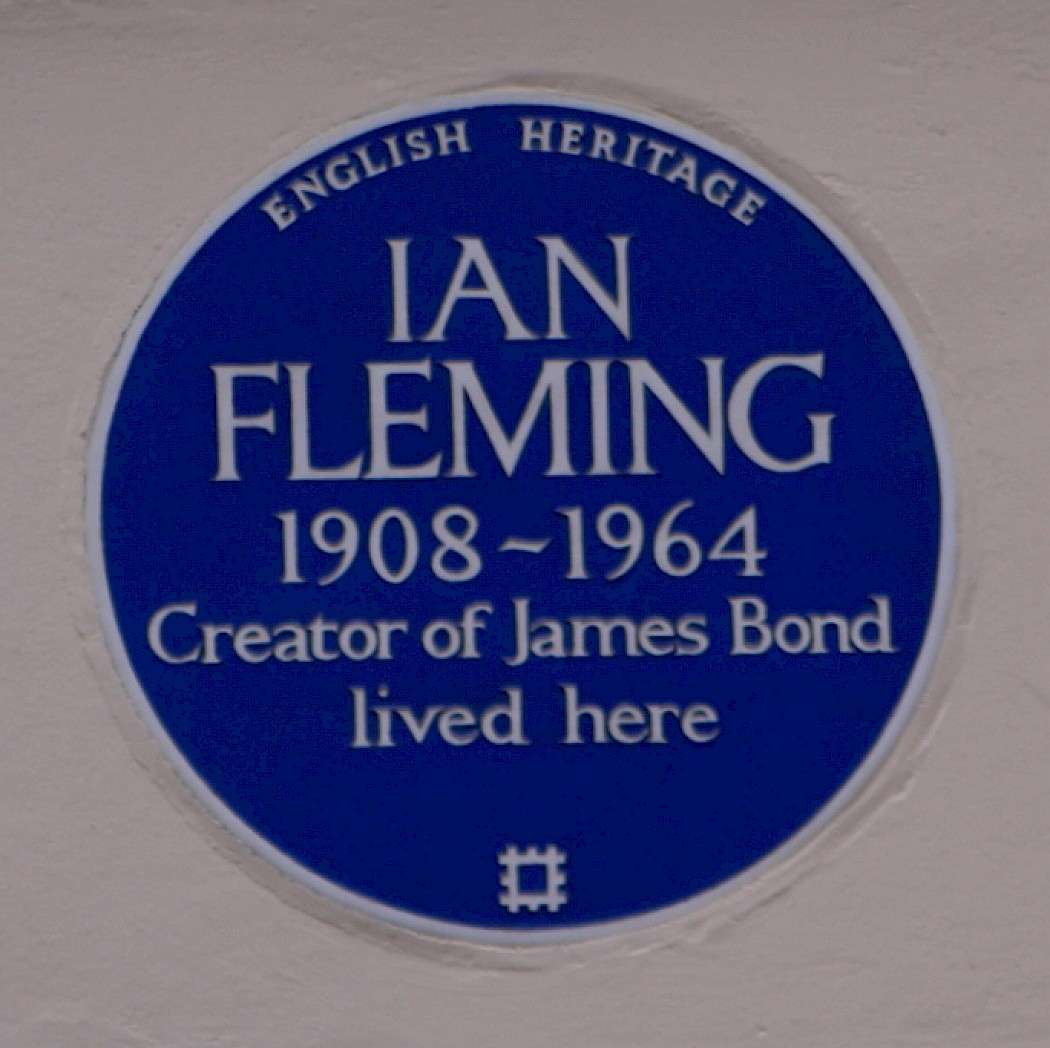 ENGLISH HERITAGE
IAN
FLEMING
1908~1964
Creator of James Bond
lived here